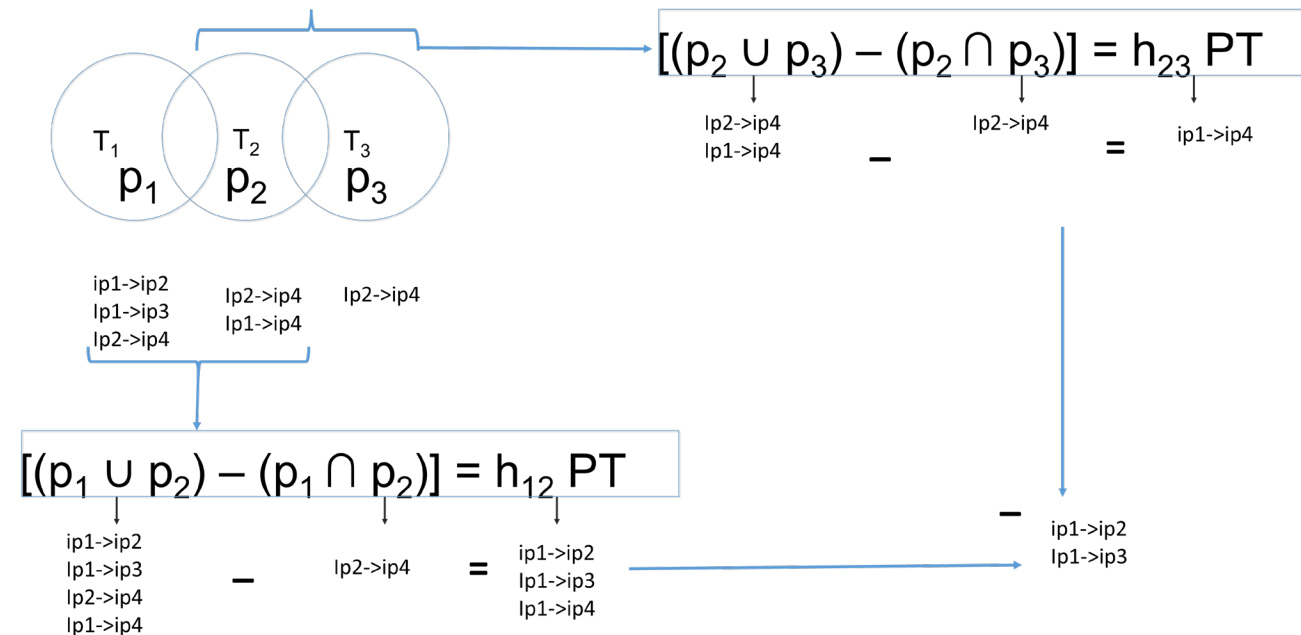 [(p₂ ∪ p₃) – (p₂ ∩ p₃)] = h₂₃ PT
Ip2->ip4
Ip1->ip4
–
Ip2->ip4
=
ip1->ip4
T₁ T₂ T₃
p₁ p₂ p₃
ip1->ip2
Ip1->ip3
Ip2->ip4
Ip2->ip4
Ip1->ip4
Ip2->ip4
[(p₁ ∪ p₂) – (p₁ ∩ p₂)] = h₁₂ PT
ip1->ip2
Ip1->ip3
Ip2->ip4
Ip1->ip4
–
Ip2->ip4
=
ip1->ip2
Ip1->ip3
Ip1->ip4
–
ip1->ip2
Ip1->ip3